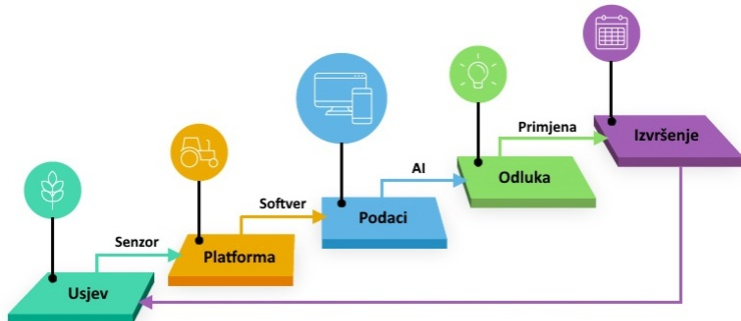 Usjev
Senzor
Platforma
Softver
Podaci
AI
Odluka
Primjena
Izvršenje